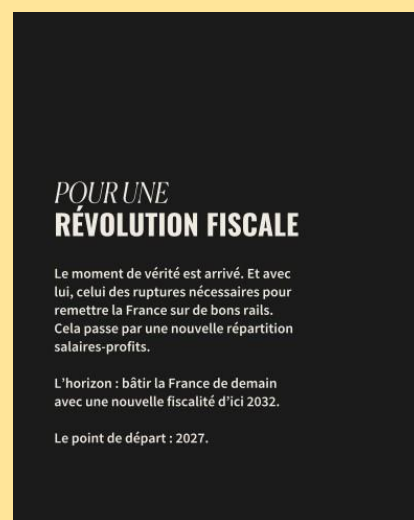 POUR UNE
RÉVOLUTION FISCALE
Le moment de vérité est arrivé. Et avec
lui, celui des ruptures nécessaires pour
remettre la France sur de bons rails.
Cela passe par une nouvelle répartition
salaires-profits.
L'horizon : bâtir la France de demain
avec une nouvelle fiscalité d'ici 2032.
Le point de départ : 2027.